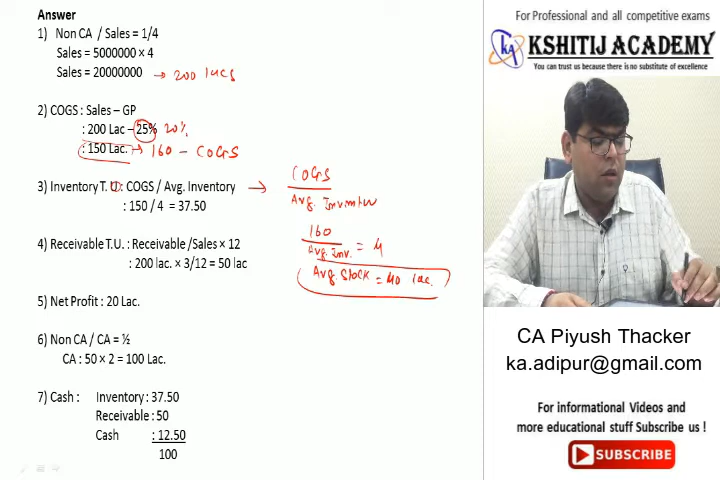 Answer
1) Non CA / Sales = 1/4
Sales = 5000000 × 4
Sales = 20000000 → 200 lacs
2) COGS : Sales – GP
: 200 Lac – 25% 20%
: 150 Lac. → 160 – COGS
3) Inventory T. U : COGS / Avg. Inventory → COGS
Avg. Inventory
: 150 / 4 = 37.50
160
Avg. Inv. = 4
4) Receivable T.U. : Receivable /Sales × 12
: 200 lac. × 3/12 = 50 lac
Avg. Stock = 40 lac.
5) Net Profit : 20 Lac.
6) Non CA / CA = ½
CA : 50 × 2 = 100 Lac.
7) Cash : Inventory : 37.50
Receivable : 50
Cash : 12.50
100
For Professional and all competitive exams
KA
KSHITIJ ACADEMY
You can trust us because there is no substitute of excellence
CA Piyush Thacker
ka.adipur@gmail.com
For informational Videos and
more educational stuff Subscribe us !
SUBSCRIBE